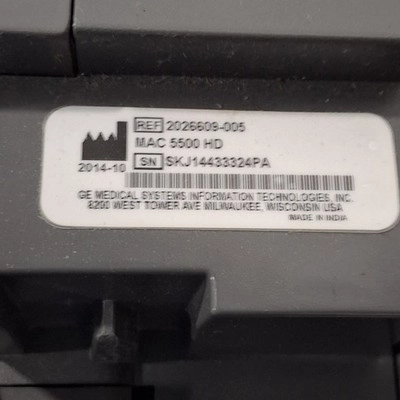 REF 2026609-005
MAC 5500 HD
2014-10 SN SKJ14433324PA
GE MEDICAL SYSTEMS INFORMATION TECHNOLOGIES, INC.
8200 WEST TOWER AVE MILWAUKEE, WISCONSIN USA
MADE IN INDIA